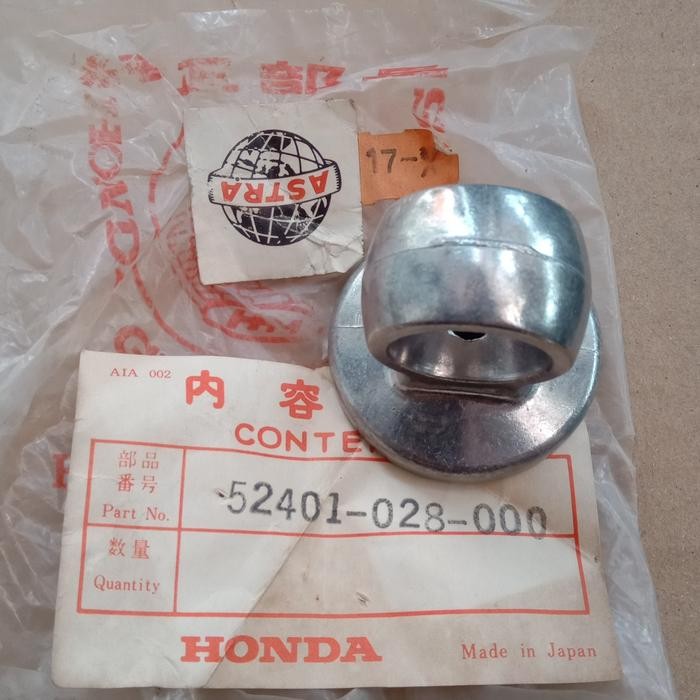 ASTRA
17-
AIA 002
内容
CONTE
部品
番号
Part No.
52401-028-000
数量
Quantity
HONDA
Made in Japan